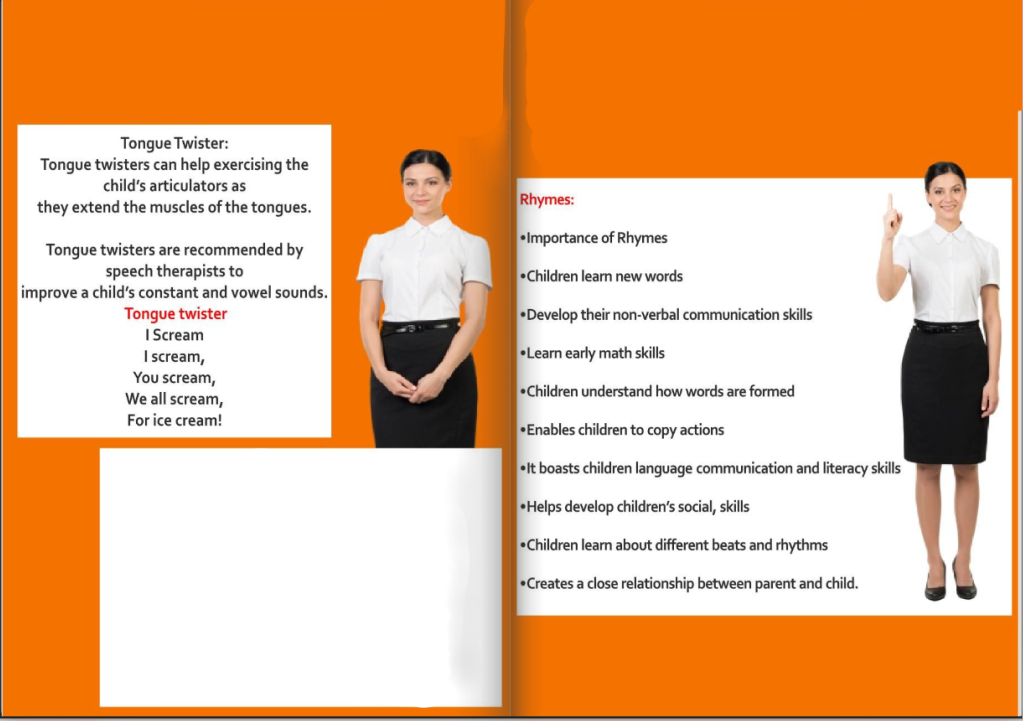 Tongue Twister:
Tongue twisters can help exercising the
child's articulators as
they extend the muscles of the tongues.
Tongue twisters are recommended by
speech therapists to
improve a child's constant and vowel sounds.
Tongue twister
I Scream
I scream,
You scream,
We all scream,
For ice cream!
Rhymes:
•Importance of Rhymes
•Children learn new words
•Develop their non-verbal communication skills
•Learn early math skills
•Children understand how words are formed
•Enables children to copy actions
•It boasts children language communication and literacy skills
•Helps develop children's social, skills
•Children learn about different beats and rhythms
•Creates a close relationship between parent and child.